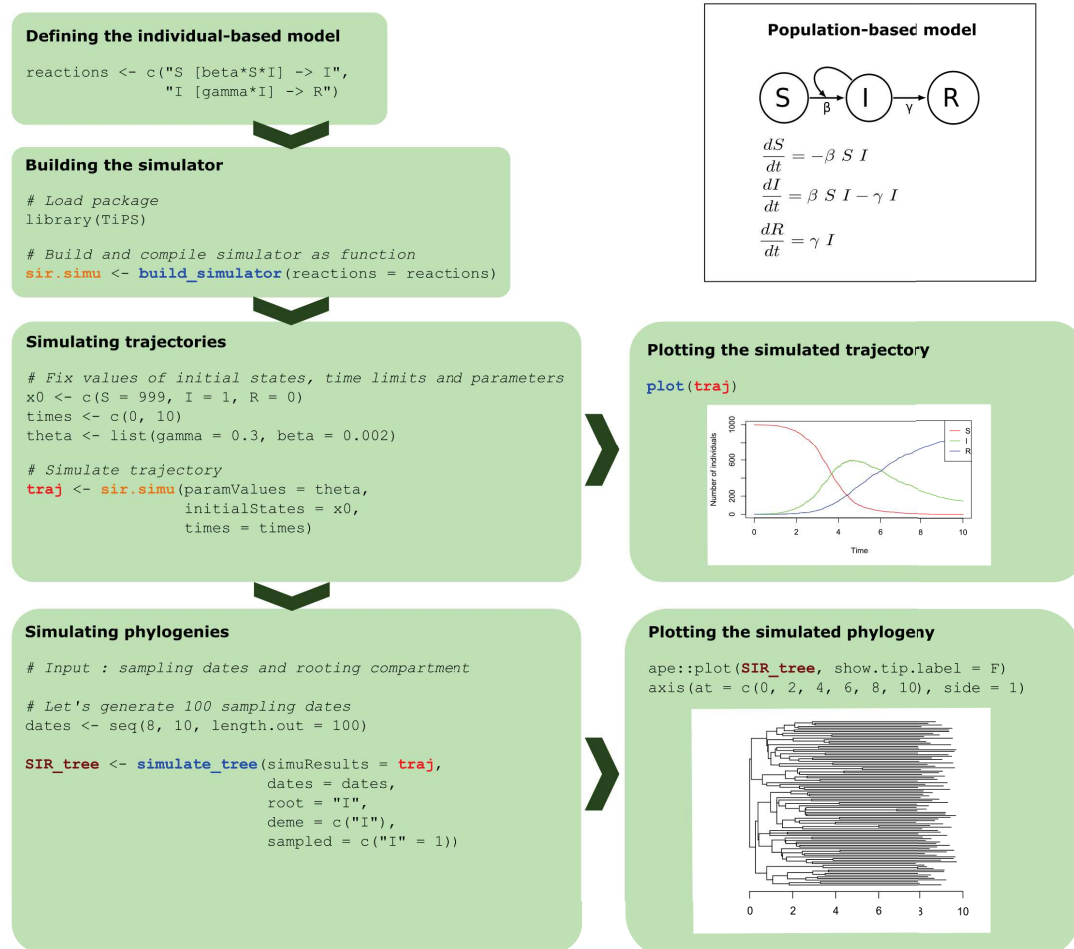 Defining the individual-based model
reactions <- c("S [beta*S*I] -> I",
"I [gamma*I] -> R")
Building the simulator
# Load package
library(TiPS)
# Build and compile simulator as function
sir.simu <- build_simulator(reactions = reactions)
Population-based model
S I R
β γ
dS/dt = −β S I
dI/dt = β S I − γ I
dR/dt = γ I
Simulating trajectories
# Fix values of initial states, time limits and parameters
x0 <- c(S = 999, I = 1, R = 0)
times <- c(0, 10)
theta <- list(gamma = 0.3, beta = 0.002)
# Simulate trajectory
traj <- sir.simu(paramValues = theta,
initialStates = x0,
times = times)
Plotting the simulated trajectory
plot(traj)
Number of individuals
1000
600
200
0
S
I
R
0 2 4 6 8 10
Time
Simulating phylogenies
# Input : sampling dates and rooting compartment
# Let's generate 100 sampling dates
dates <- seq(8, 10, length.out = 100)
SIR_tree <- simulate_tree(simuResults = traj,
dates = dates,
root = "I",
deme = c("I"),
sampled = c("I" = 1))
Plotting the simulated phylogeny
ape::plot(SIR_tree, show.tip.label = F)
axis(at = c(0, 2, 4, 6, 8, 10), side = 1)
0 2 4 6 8 10